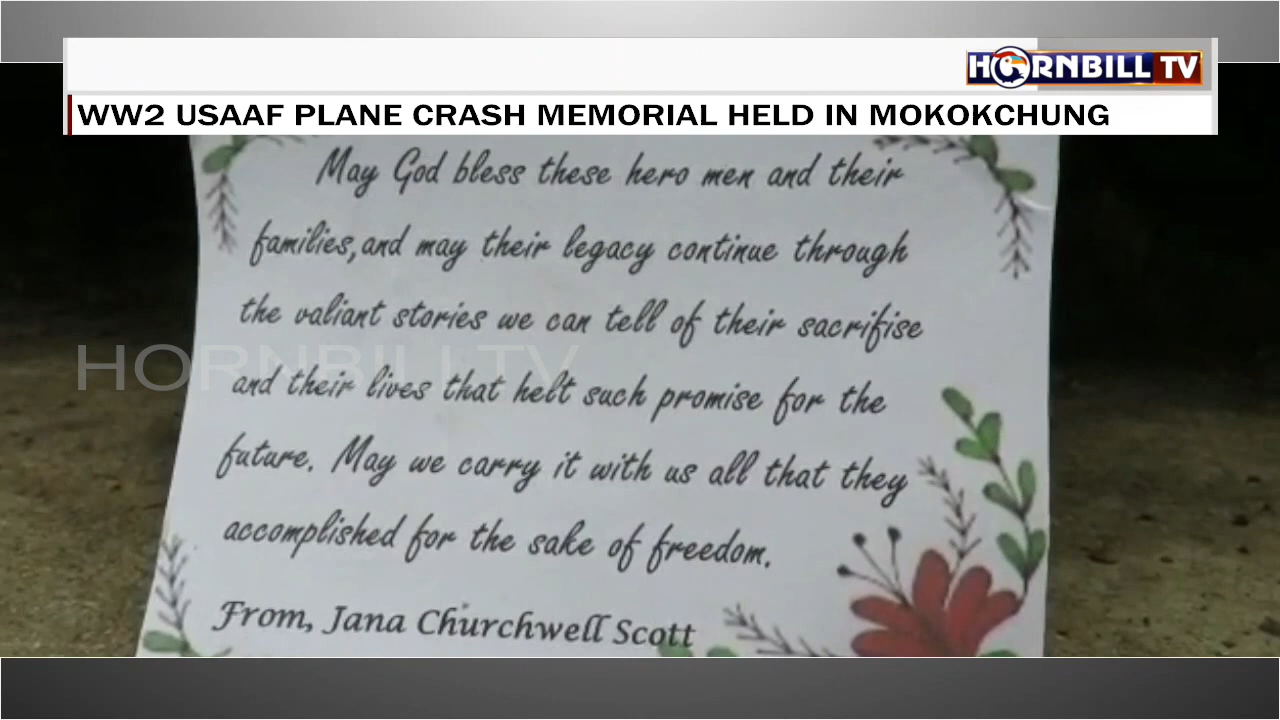 HORNBILL TV
WW2 USAAF PLANE CRASH MEMORIAL HELD IN MOKOKCHUNG
May God bless these hero men and their
families,and may their legacy continue through
the valiant stories we can tell of their sacrifise
HORNBILL TV
and their lives that helt such promise for the
future. May we carry it with us all that they
accomplished for the sake of freedom.
From, Jana Churchwell Scott